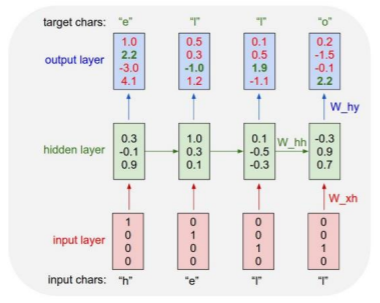 target chars: "e" "l" "l" "o"
output layer
1.0 0.5 0.1 0.2
2.2 0.3 0.5 -1.5
-3.0 -1.0 1.9 -0.1
4.1 1.2 -1.1 2.2
W_hy
hidden layer
0.3 1.0 0.1 -0.3
-0.1 0.3 -0.5 0.9
0.9 0.1 -0.3 0.7
W_hh
W_xh
input layer
1 0 0 0
0 1 0 0
0 0 1 1
0 0 0 0
input chars: "h" "e" "l" "l"